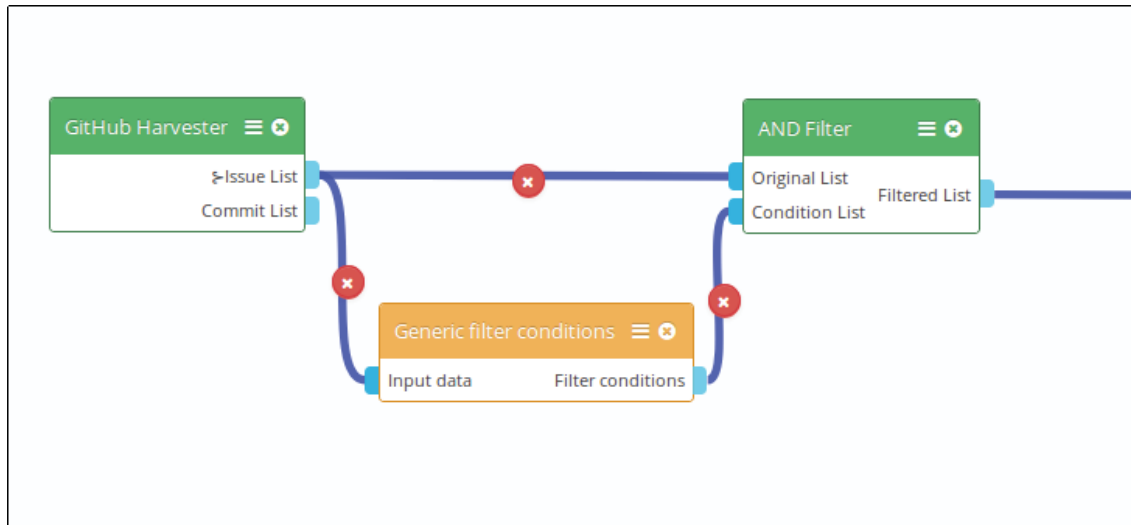 GitHub Harvester
Issue List
Commit List
AND Filter
Original List
Condition List
Filtered List
Generic filter conditions
Input data
Filter conditions